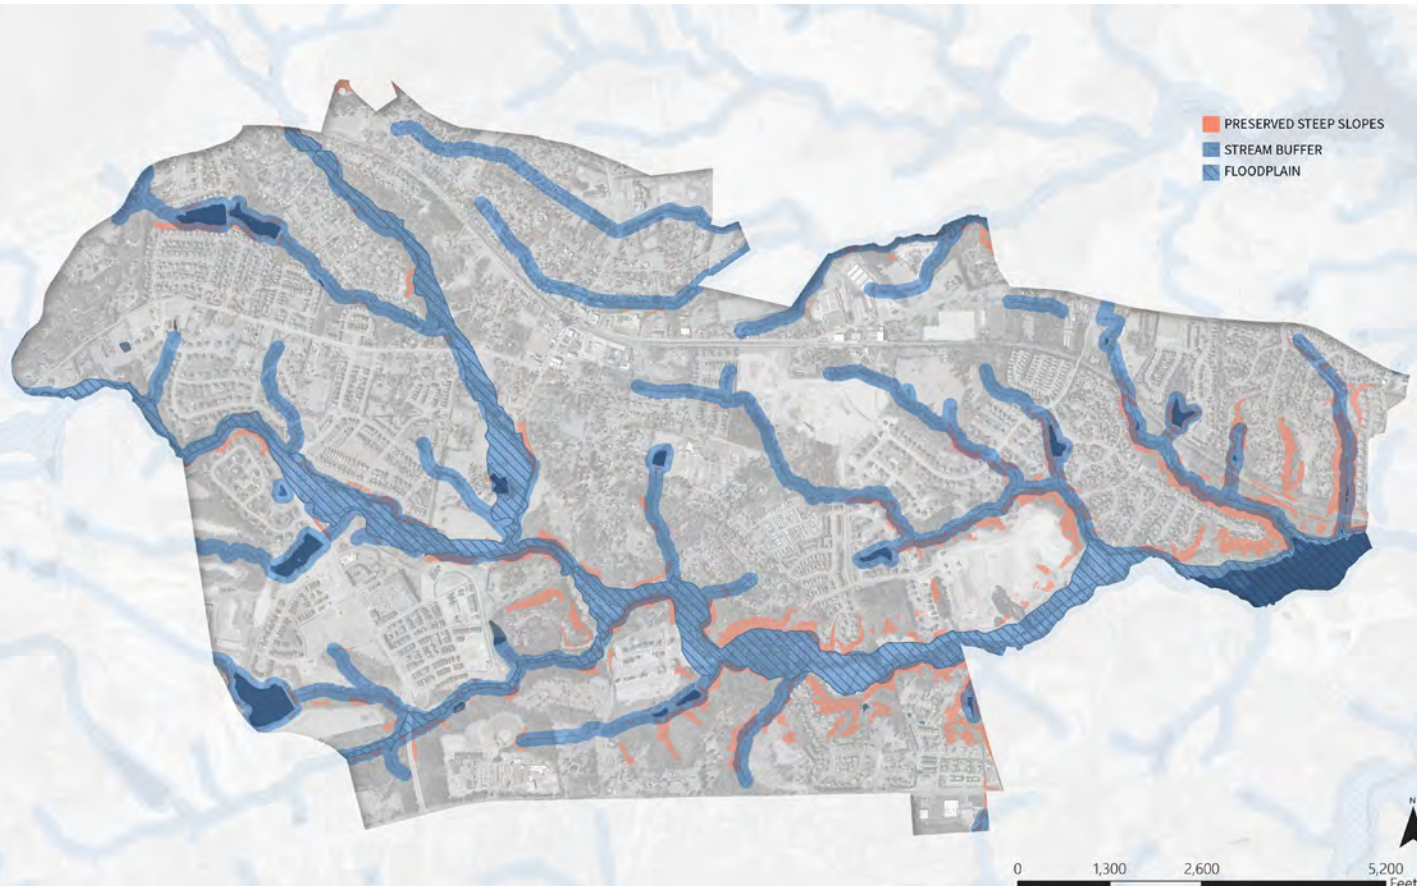 PRESERVED STEEP SLOPES
STREAM BUFFER
FLOODPLAIN
N
0 1,300 2,600 5,200
Feet